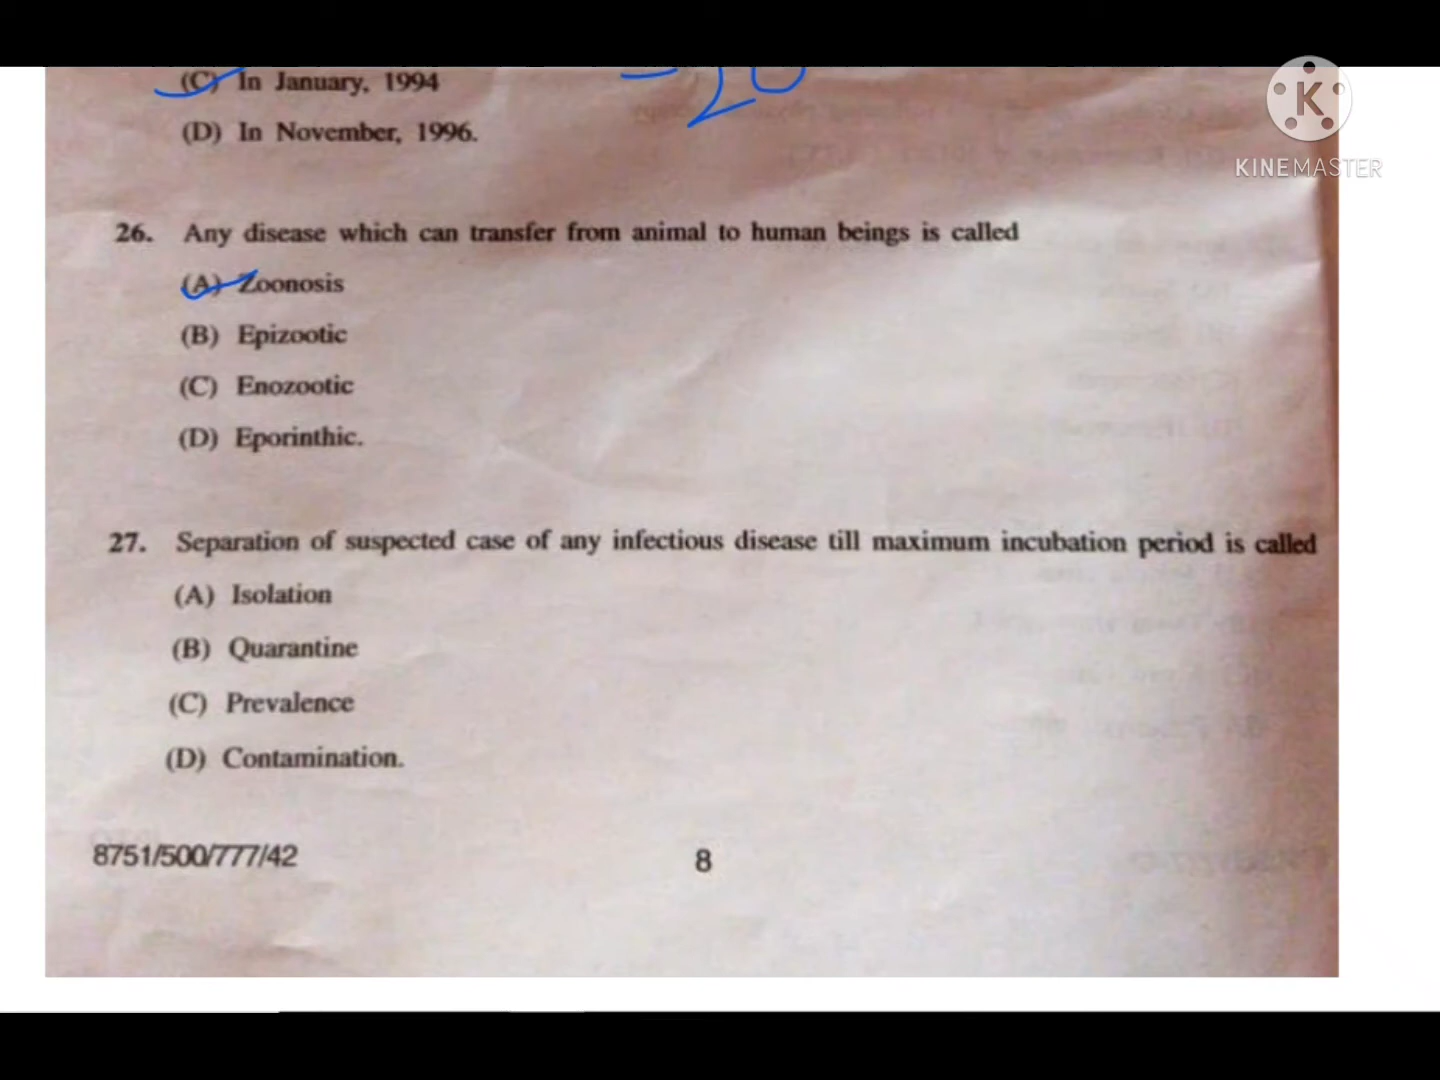 (C) In January, 1994
(D) In November, 1996.
K
KINEMASTER
26. Any disease which can transfer from animal to human beings is called
(A) Zoonosis
(B) Epizootic
(C) Enozootic
(D) Eporinthic.
27. Separation of suspected case of any infectious disease till maximum incubation period is called
(A) Isolation
(B) Quarantine
(C) Prevalence
(D) Contamination.
8751/500/777/42
8